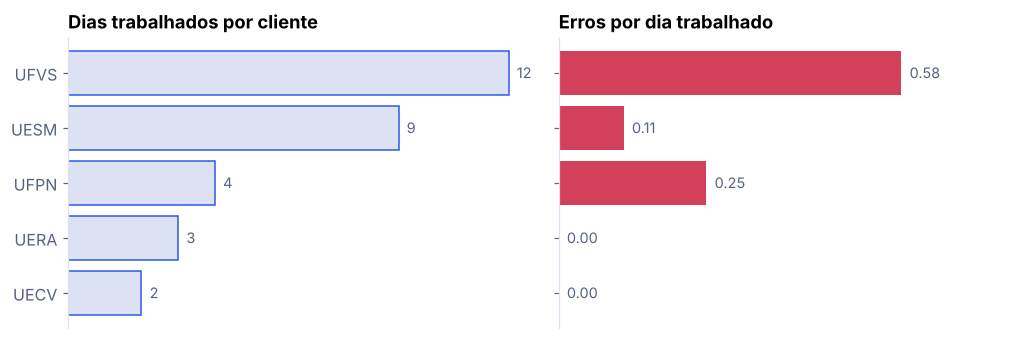 Dias trabalhados por cliente
UFVS
12
UESM
9
UFPN
4
UERA
3
UECV
2
Erros por dia trabalhado
0.58
0.11
0.25
0.00
0.00